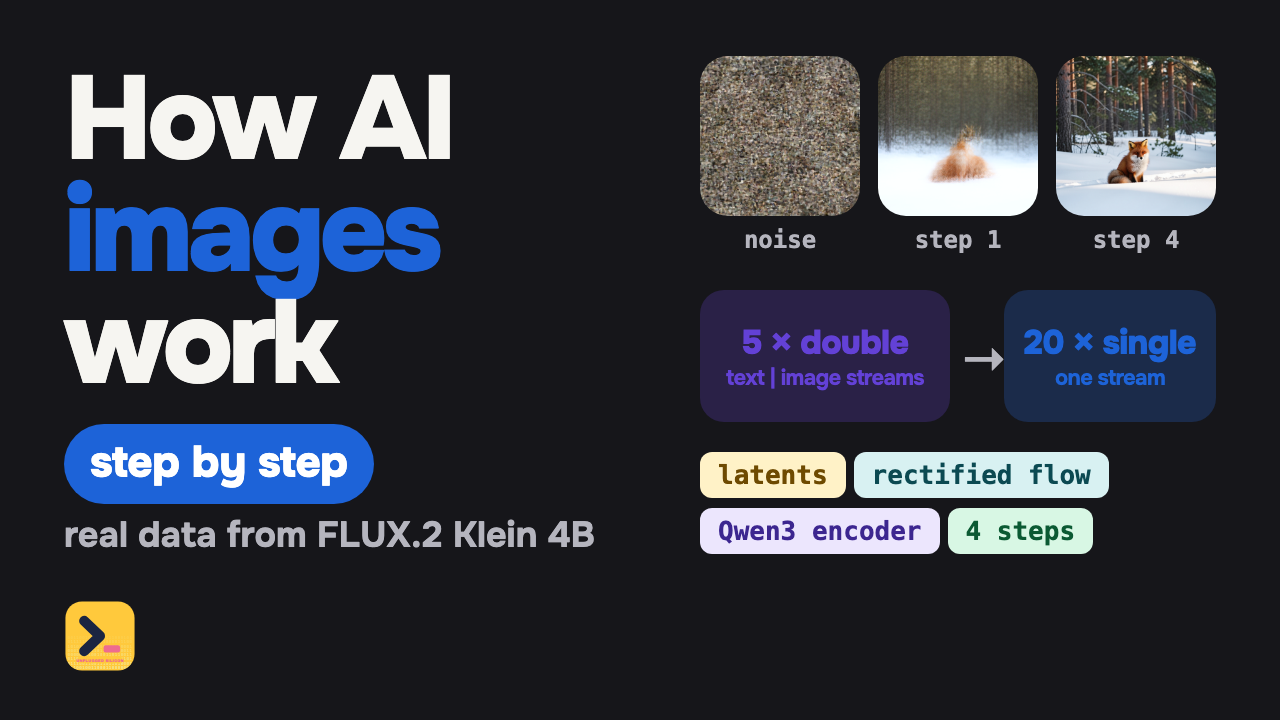 How AI
images
work
step by step
real data from FLUX.2 Klein 4B
noise
step 1
step 4
5 × double
text | image streams
→
20 × single
one stream
latents
rectified flow
Qwen3 encoder
4 steps